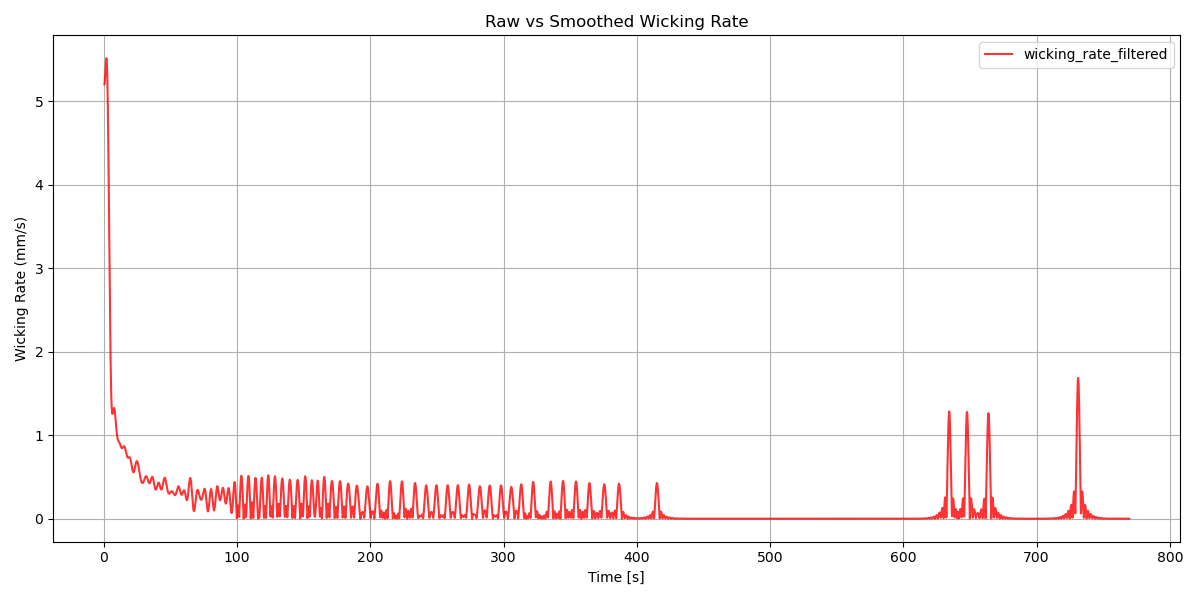 Raw vs Smoothed Wicking Rate
wicking_rate_filtered
Wicking Rate (mm/s)
5
4
3
2
1
0
0 100 200 300 400 500 600 700 800
Time [s]